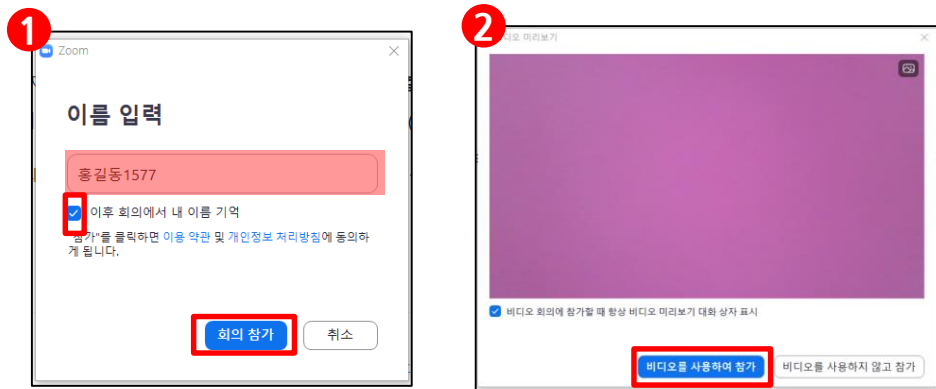 1
Zoom
이름 입력
홍길동1577
이후 회의에서 내 이름 기억
"참가"를 클릭하면 이용 약관 및 개인정보 처리방침에 동의하
게 됩니다.
회의 참가
취소
2
디오 미리보기
비디오 회의에 참가할 때 항상 비디오 미리보기 대화 상자 표시
비디오를 사용하여 참가
비디오를 사용하지 않고 참가